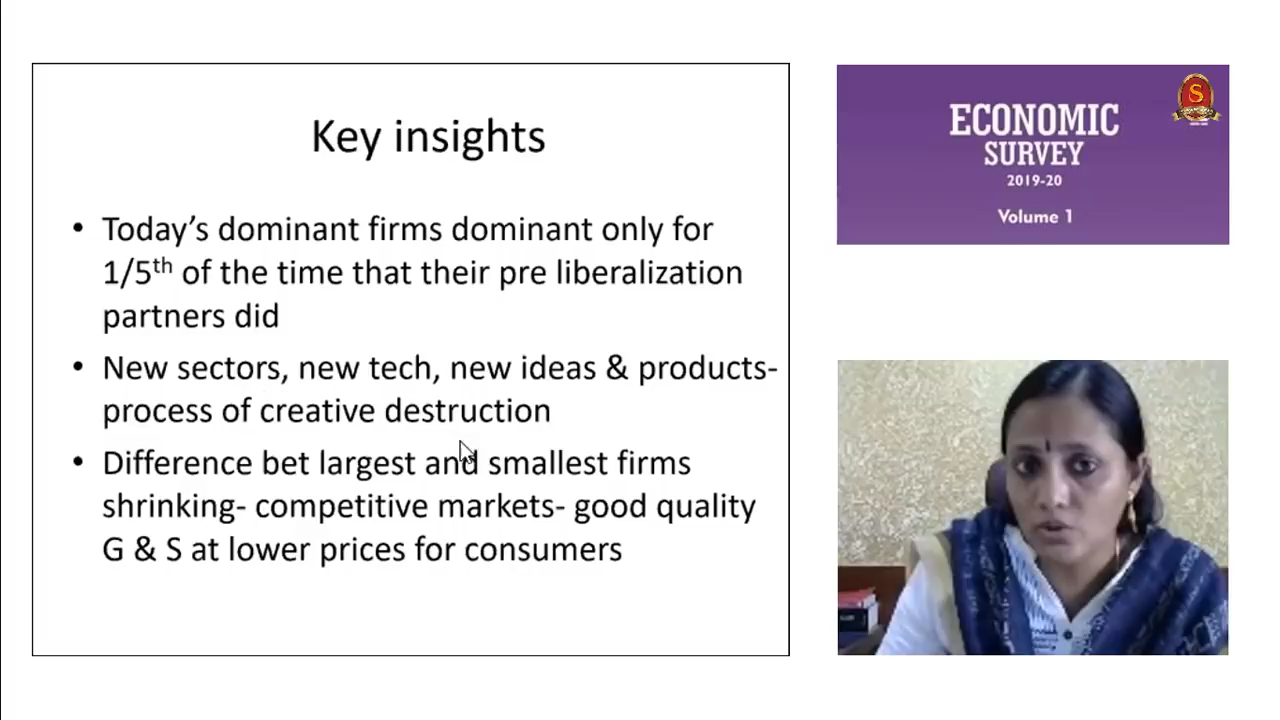 Key insights
• Today's dominant firms dominant only for
1/5th of the time that their pre liberalization
partners did
• New sectors, new tech, new ideas & products-
process of creative destruction
• Difference bet largest and smallest firms
shrinking- competitive markets- good quality
G & S at lower prices for consumers
ECONOMIC
SURVEY
2019-20
Volume 1
S